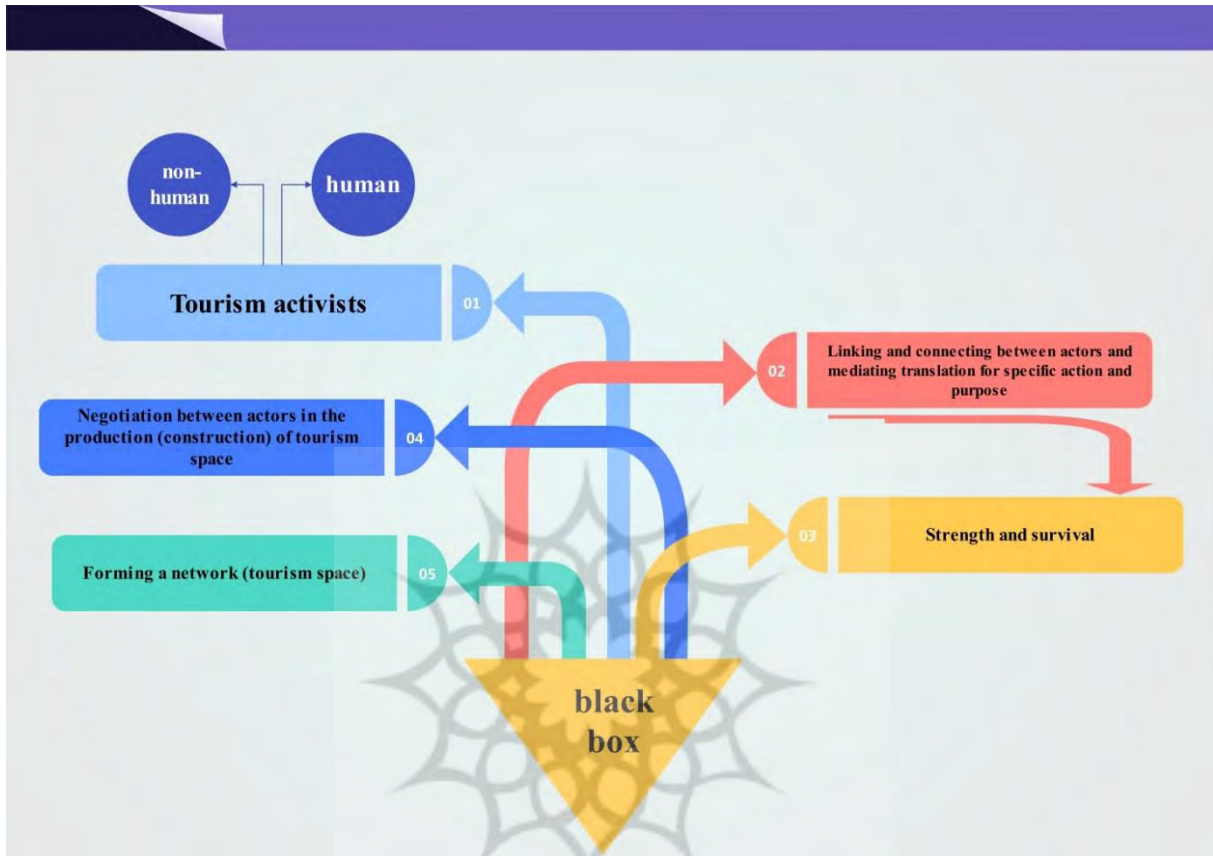 non-
human
human
Tourism activists
01
02
Linking and connecting between actors and
mediating translation for specific action and
purpose
Negotiation between actors in the
production (construction) of tourism
space
04
03
Strength and survival
Forming a network (tourism space)
05
black
box